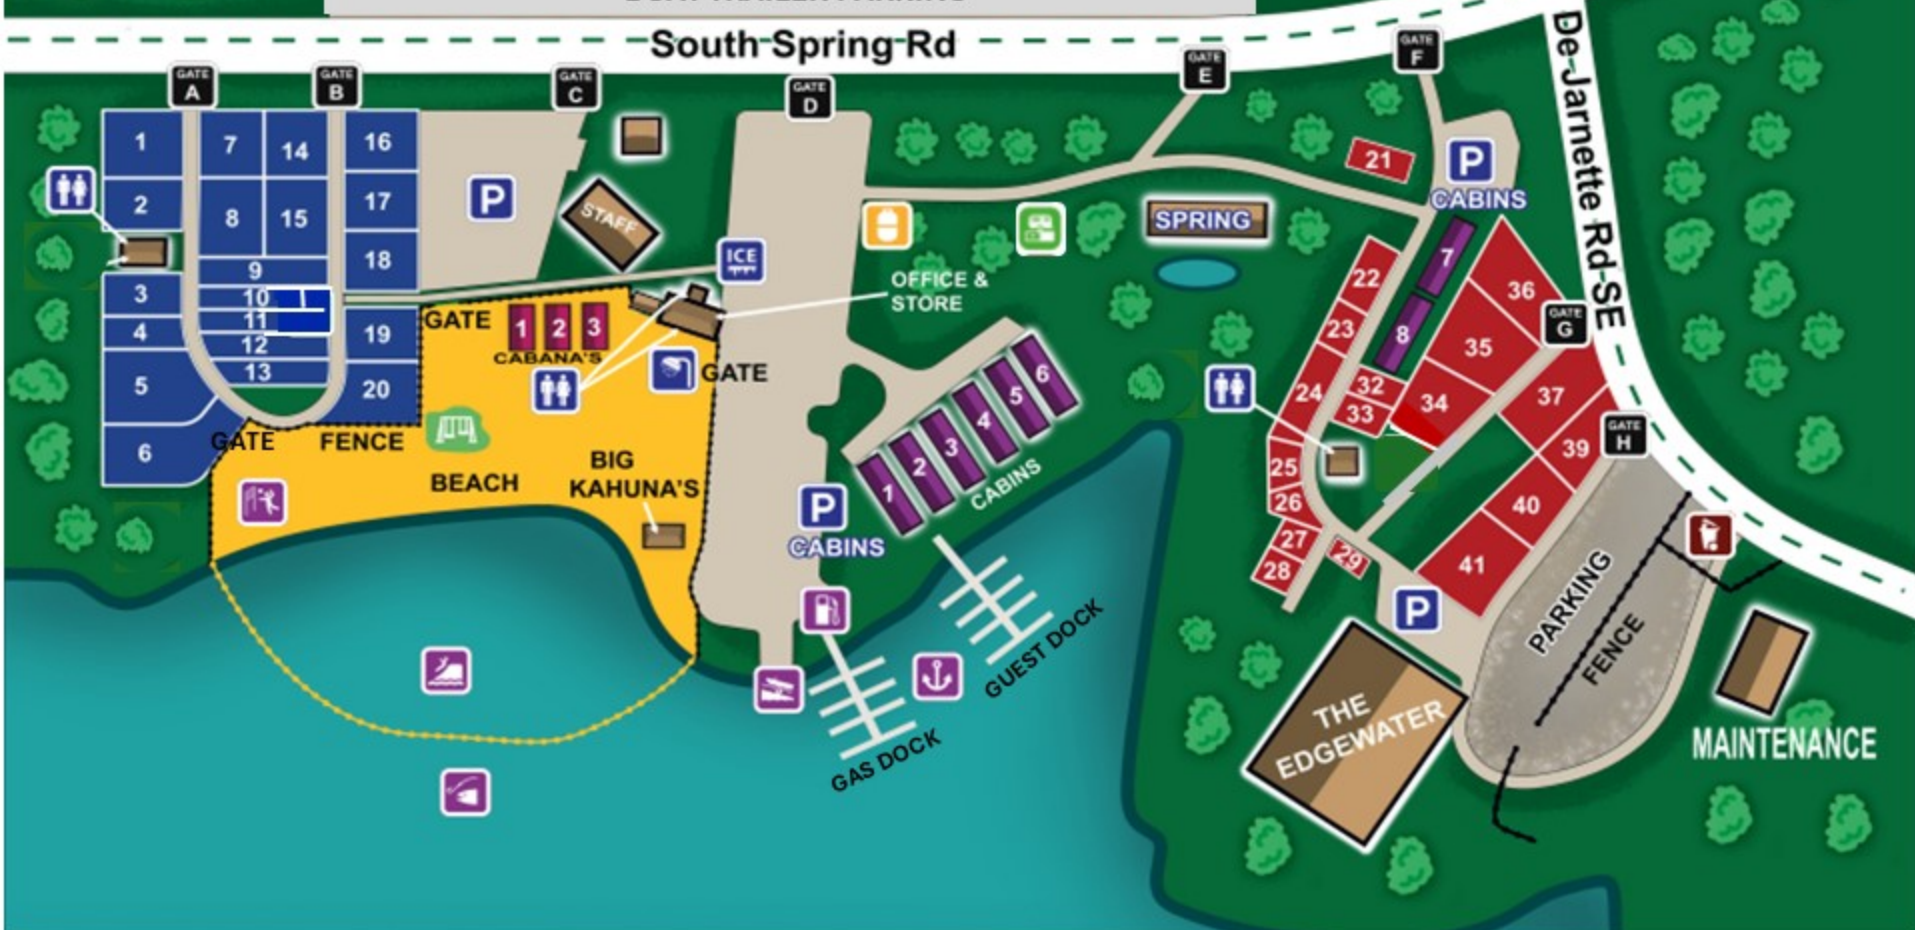 South Spring Rd
De Jarnette Rd SE
GATE
A
GATE
B
GATE
C
GATE
D
GATE
E
GATE
F
1
2
3
4
5
6
7
8
14
15
9
10
11
12
13
16
17
18
19
20
P
STAFF
ICE
OFFICE &
STORE
GATE
1
2
3
CABANA'S
GATE
GATE
FENCE
BEACH
BIG
KAHUNA'S
P
CABINS
1
2
3
4
5
6
CABINS
GAS DOCK
GUEST DOCK
SPRING
21
P
CABINS
7
8
22
23
24
25
26
27
28
29
32
33
34
35
36
GATE
G
37
39
GATE
H
40
41
P
PARKING
FENCE
THE
EDGEWATER
MAINTENANCE